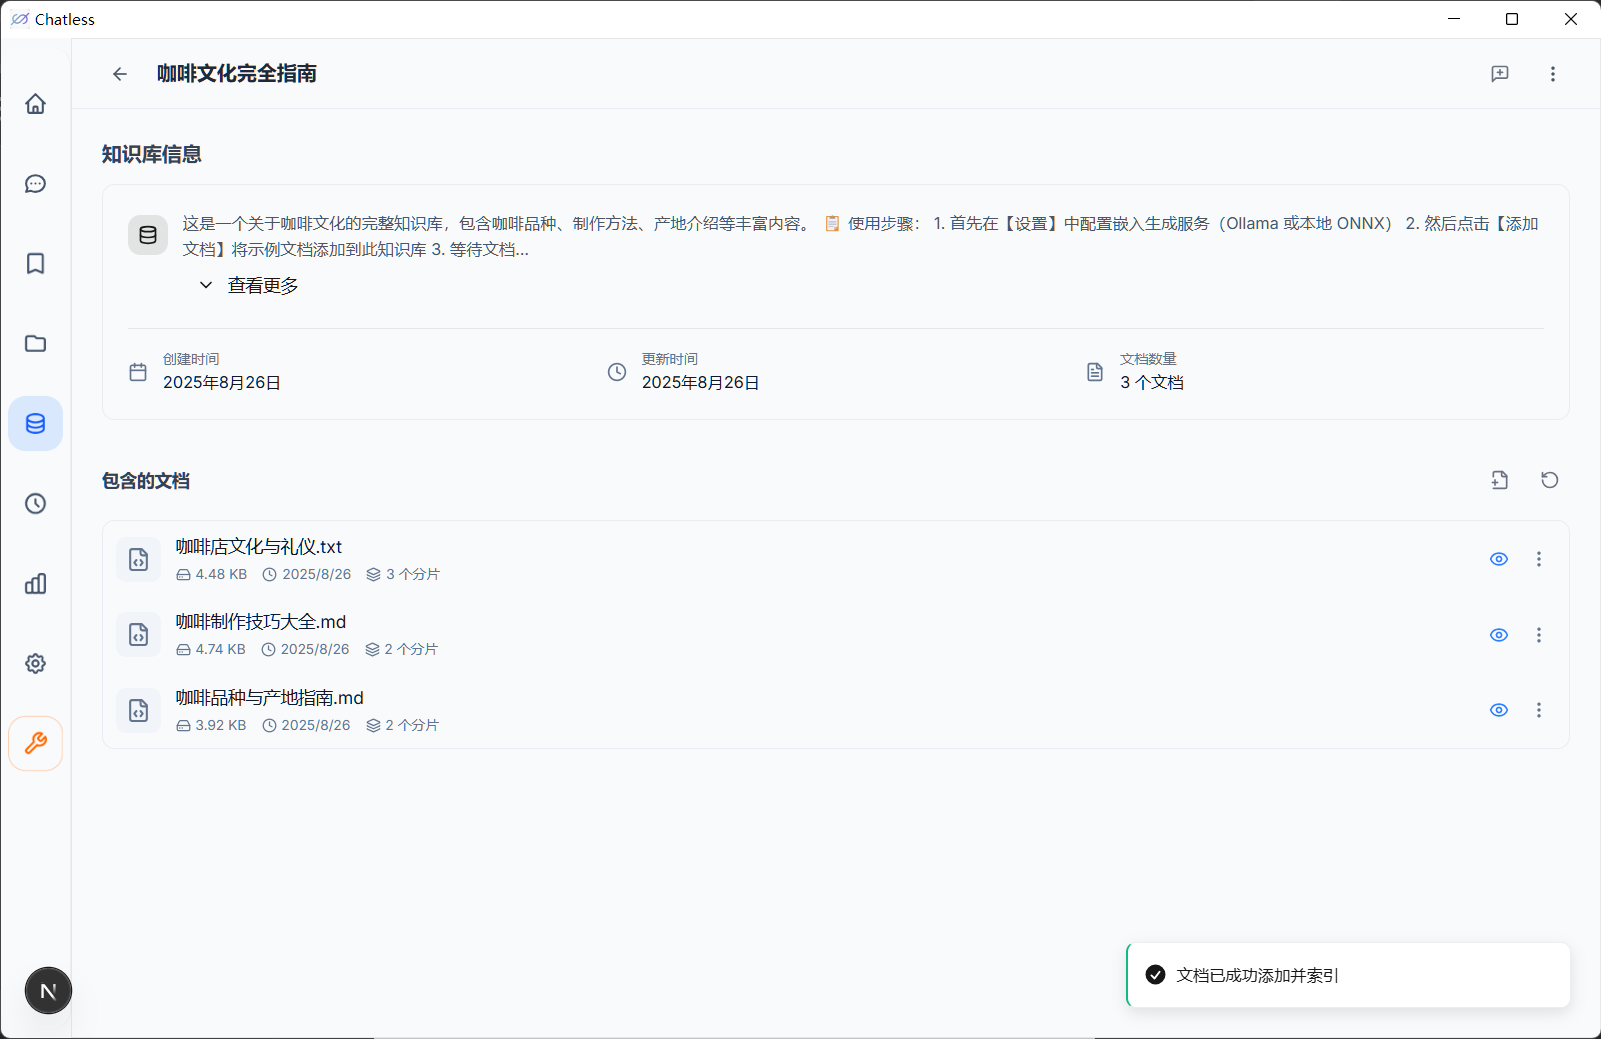 Chatless
咖啡文化完全指南
知识库信息
这是一个关于咖啡文化的完整知识库，包含咖啡品种、制作方法、产地介绍等丰富内容。 📋 使用步骤： 1. 首先在【设置】中配置嵌入生成服务（Ollama 或本地 ONNX） 2. 然后点击【添加
文档】将示例文档添加到此知识库 3. 等待文档...
查看更多
创建时间
2025年8月26日
更新时间
2025年8月26日
文档数量
3 个文档
包含的文档
咖啡店文化与礼仪.txt
4.48 KB 2025/8/26 3 个分片
咖啡制作技巧大全.md
4.74 KB 2025/8/26 2 个分片
咖啡品种与产地指南.md
3.92 KB 2025/8/26 2 个分片
N
文档已成功添加并索引